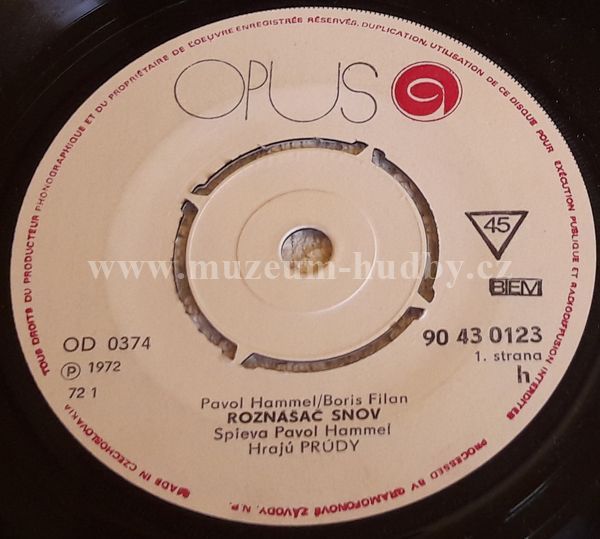 TOUS DROITS DU PRODUCTEUR PHONOGRAPHIQUE ET DU PROPRIÉTAIRE DE L'OEUVRE ENREGISTRÉE RÉSERVÉS. DUPLICATION, UTILISATION DE CE DISQUE POUR EXÉCUTION PUBLIQUE ET RADIODIFFUSION INTERDITES
OPUS
45
www.muzeum-hudby.cz
BIEM
OD 0374
90 43 0123
Ⓟ 1972
1. strana
72 1
h
Pavol Hammel/Boris Filan
ROZNÁŠAČ SNOV
Spieva Pavol Hammel
Hrajú PRÚDY
MADE IN CZECHOSLOVAKIA
PROCESSED BY GRAMOFONOVÉ ZÁVODY, N.P.